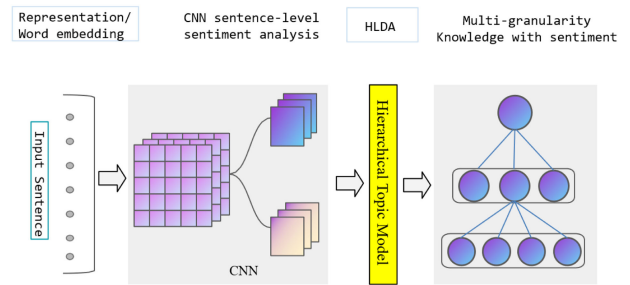 Representation/
Word embedding
CNN sentence-level
sentiment analysis
HLDA
Multi-granularity
Knowledge with sentiment
Input Sentence
CNN
Hierarchical Topic Model